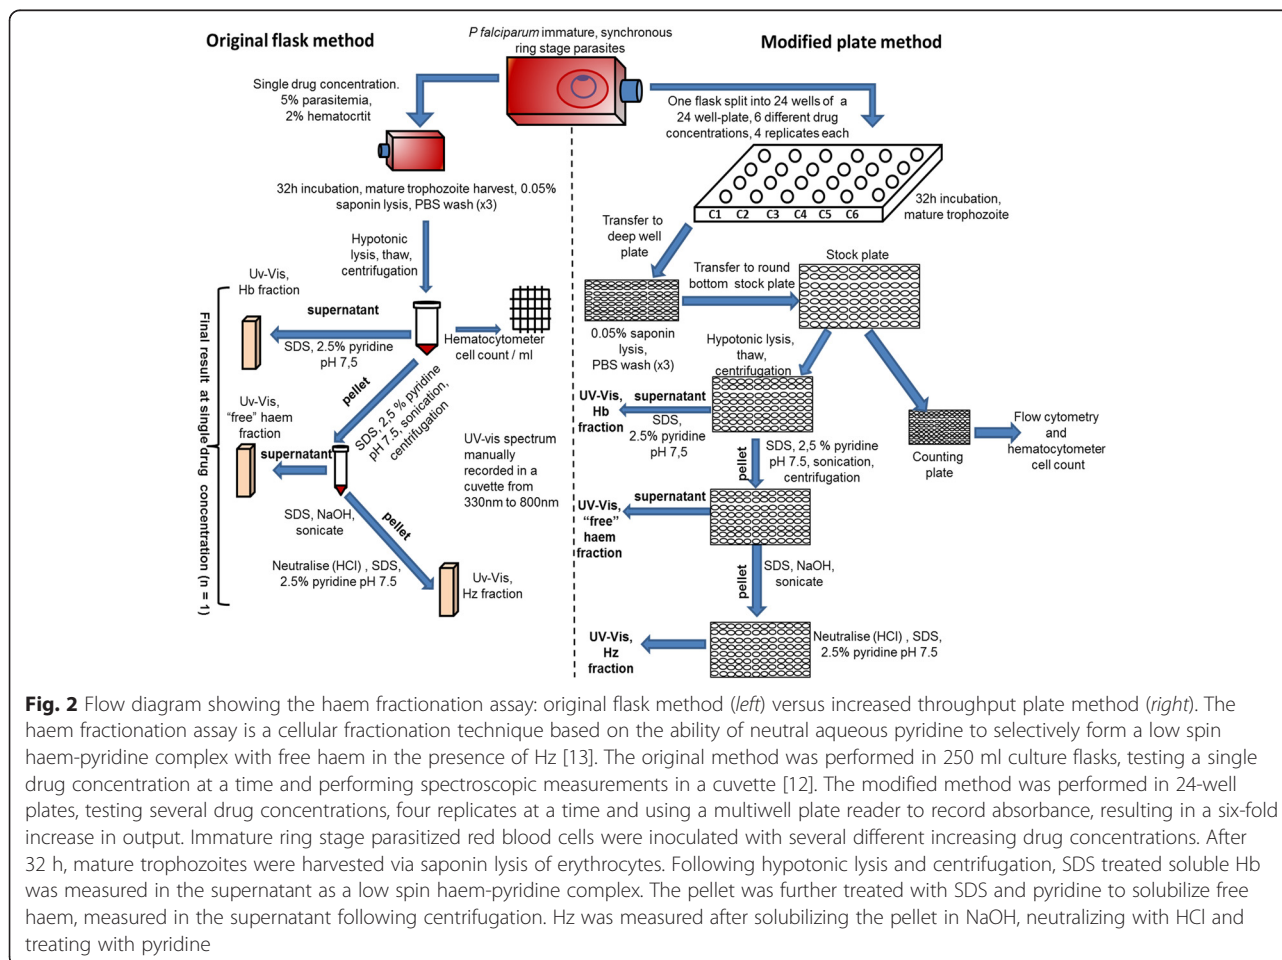 Original flask method
P falciparum immature, synchronous
ring stage parasites
Modified plate method
Single drug concentration.
5% parasitemia,
2% hematocrtit
One flask split into 24 wells of a
24 well-plate, 6 different drug
concentrations, 4 replicates each
32h incubation, mature trophozoite harvest, 0.05%
saponin lysis, PBS wash (x3)
C1 C2 C3 C4 C5 C6
32h incubation,
mature trophozoite
Hypotonic
lysis, thaw,
centrifugation
Transfer to
deep well
plate
Transfer to round
bottom stock plate
Stock plate
Uv-Vis,
Hb fraction
supernatant
SDS, 2.5% pyridine
pH 7,5
Hematocytometer
cell count / ml
0.05% saponin
lysis,
PBS wash (x3)
Hypotonic lysis,
thaw,
centrifugation
Final result at single drug concentration (n = 1)
pellet
SDS, 2,5 % pyridine
pH 7.5, sonication,
centrifugation
Uv-Vis,
“free” haem
fraction
supernatant
UV-vis spectrum
manually
recorded in a
cuvette from
330nm to 800nm
UV-Vis,
Hb
fraction
supernatant
SDS,
2.5% pyridine
pH 7,5
Counting
plate
Flow cytometry
and
hematocytometer
cell count
pellet
SDS, 2,5 % pyridine
pH 7.5, sonication,
centrifugation
SDS, NaOH,
sonicate
pellet
UV-Vis,
“free”
haem
fraction
supernatant
Neutralise (HCl) , SDS,
2.5% pyridine pH 7.5
Uv-Vis,
Hz fraction
pellet
SDS, NaOH,
sonicate
UV-Vis,
Hz
fraction
Neutralise (HCl) , SDS,
2.5% pyridine pH 7.5
Fig. 2 Flow diagram showing the haem fractionation assay: original flask method (left) versus increased throughput plate method (right). The
haem fractionation assay is a cellular fractionation technique based on the ability of neutral aqueous pyridine to selectively form a low spin
haem-pyridine complex with free haem in the presence of Hz [13]. The original method was performed in 250 ml culture flasks, testing a single
drug concentration at a time and performing spectroscopic measurements in a cuvette [12]. The modified method was performed in 24-well
plates, testing several drug concentrations, four replicates at a time and using a multiwell plate reader to record absorbance, resulting in a six-fold
increase in output. Immature ring stage parasitized red blood cells were inoculated with several different increasing drug concentrations. After
32 h, mature trophozoites were harvested via saponin lysis of erythrocytes. Following hypotonic lysis and centrifugation, SDS treated soluble Hb
was measured in the supernatant as a low spin haem-pyridine complex. The pellet was further treated with SDS and pyridine to solubilize free
haem, measured in the supernatant following centrifugation. Hz was measured after solubilizing the pellet in NaOH, neutralizing with HCl and
treating with pyridine